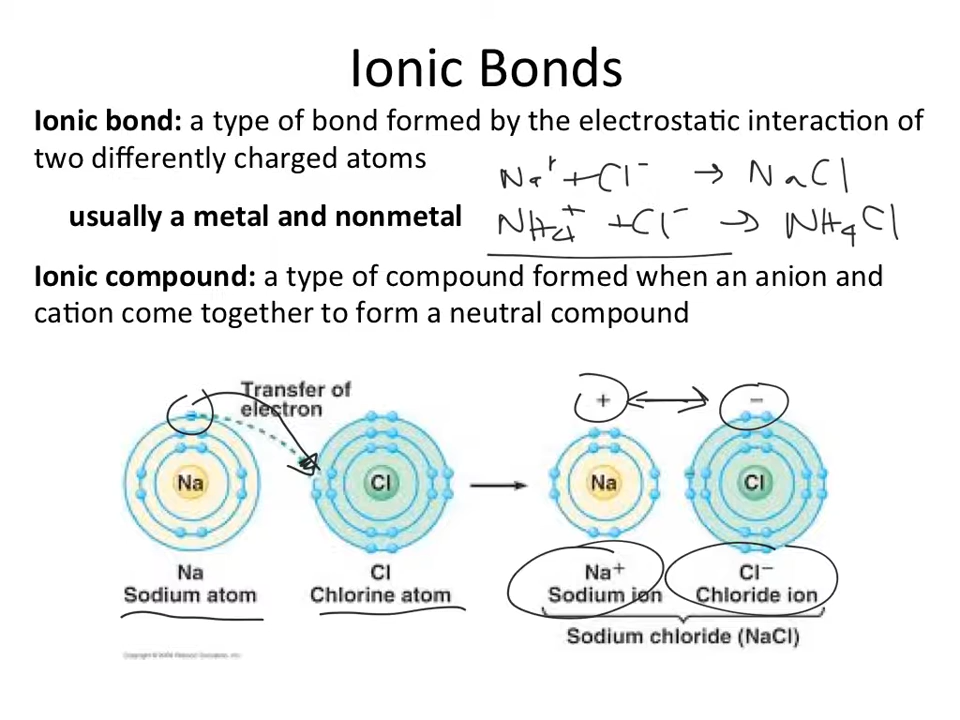 Ionic Bonds
Ionic bond: a type of bond formed by the electrostatic interaction of
two differently charged atoms
Na⁺ + Cl⁻ → NaCl
usually a metal and nonmetal
NH₄⁺ + Cl⁻ → NH₄Cl
Ionic compound: a type of compound formed when an anion and
cation come together to form a neutral compound
Transfer of
electron
+
−
Na
Cl
Na
Cl
Na
Sodium atom
Cl
Chlorine atom
Na⁺
Sodium ion
Cl⁻
Chloride ion
Sodium chloride (NaCl)